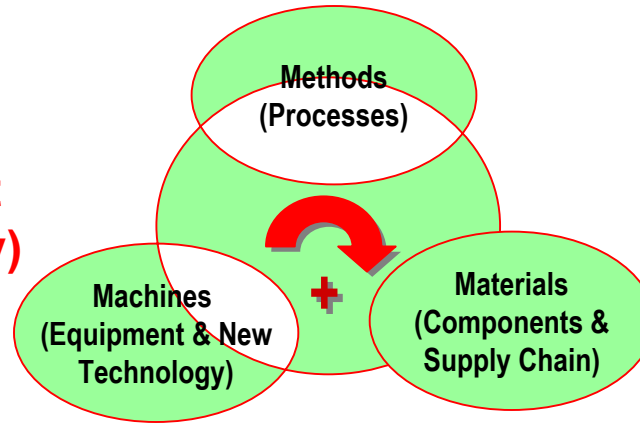 Methods
(Processes)
+
Machines
(Equipment & New
Technology)
Materials
(Components &
Supply Chain)